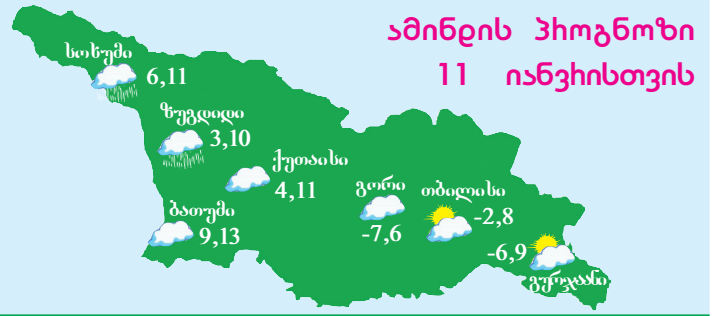 ამინდის პროგნოზი
11 იანვრისთვის
სოხუმი
6,11
ზუგდიდი
3,10
ქუთაისი
4,11
გორი
-7,6
თბილისი
-2,8
ბათუმი
9,13
-6,9
გურჯაანი